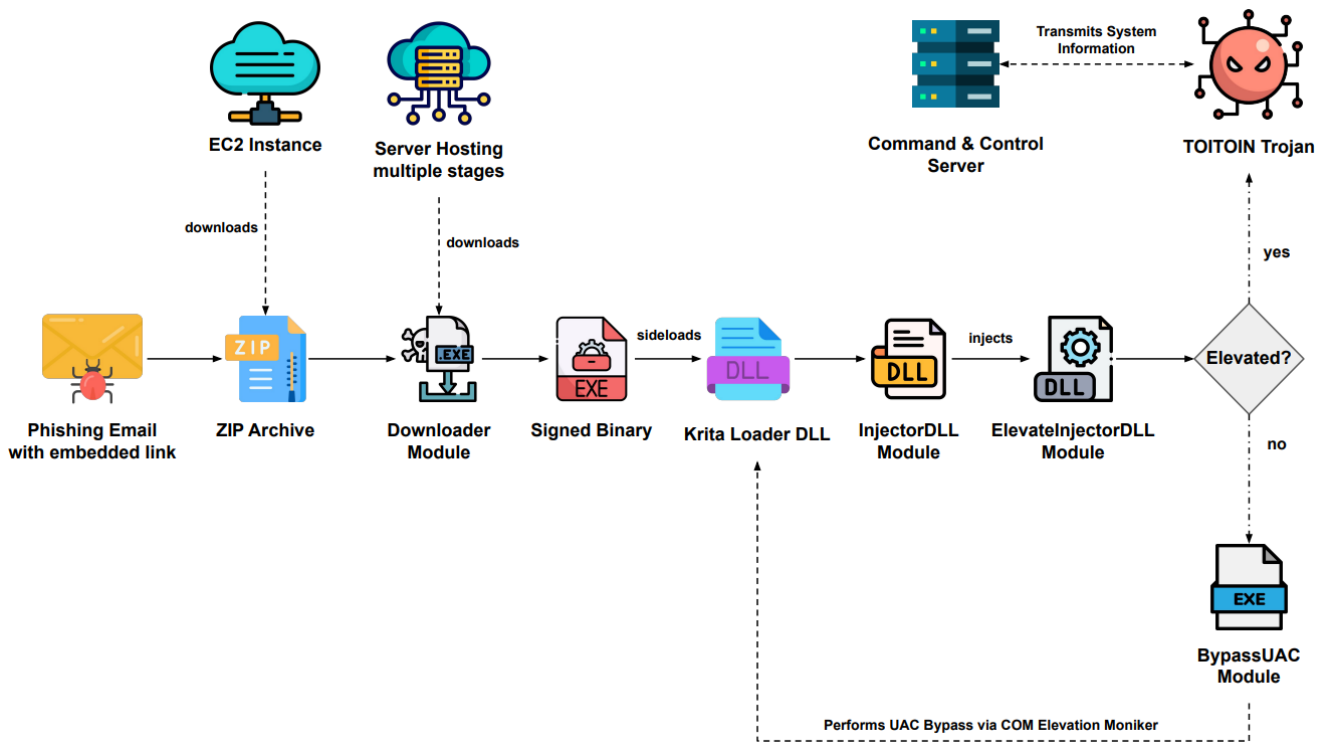 Transmits System
Information
EC2 Instance
Server Hosting
multiple stages
Command & Control
Server
TOITOIN Trojan
downloads
downloads
yes
ZIP
.EXE
EXE
sideloads
DLL
DLL
injects
DLL
Elevated?
Phishing Email
with embedded link
ZIP Archive
Downloader
Module
Signed Binary
Krita Loader DLL
InjectorDLL
Module
ElevateInjectorDLL
Module
no
EXE
BypassUAC
Module
Performs UAC Bypass via COM Elevation Moniker